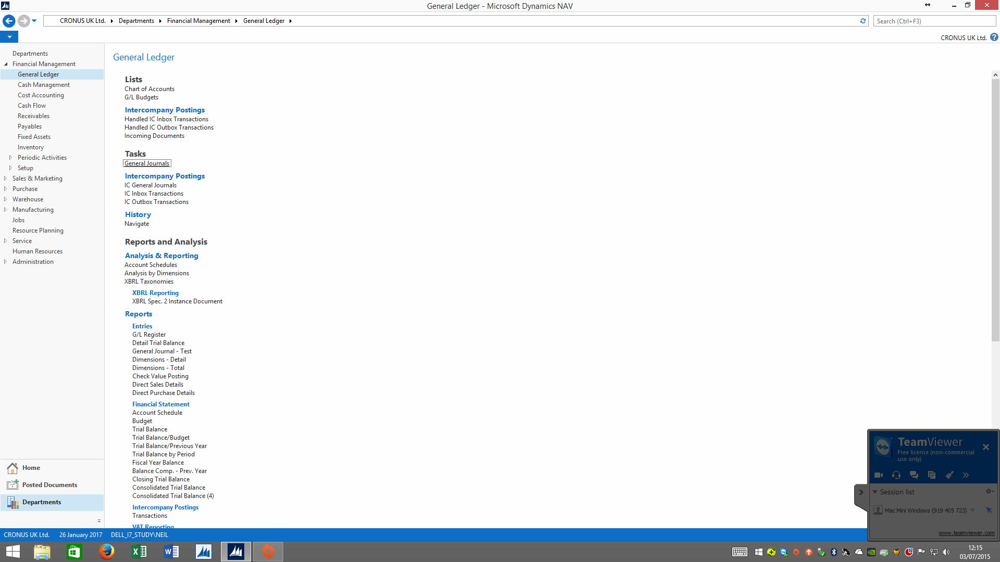 General Ledger - Microsoft Dynamics NAV
CRONUS UK Ltd. Departments Financial Management General Ledger
Search (Ctrl+F3)
CRONUS UK Ltd.
Departments
Financial Management
General Ledger
Cash Management
Cost Accounting
Cash Flow
Receivables
Payables
Fixed Assets
Inventory
Periodic Activities
Setup
Sales & Marketing
Purchase
Warehouse
Manufacturing
Jobs
Resource Planning
Service
Human Resources
Administration
Home
Posted Documents
Departments
General Ledger
Lists
Chart of Accounts
G/L Budgets
Intercompany Postings
Handled IC Inbox Transactions
Handled IC Outbox Transactions
Incoming Documents
Tasks
General Journals
Intercompany Postings
IC General Journals
IC Inbox Transactions
IC Outbox Transactions
History
Navigate
Reports and Analysis
Analysis & Reporting
Account Schedules
Analysis by Dimensions
XBRL Taxonomies
XBRL Reporting
XBRL Spec. 2 Instance Document
Reports
Entries
G/L Register
Detail Trial Balance
General Journal - Test
Dimensions - Detail
Dimensions - Total
Check Value Posting
Direct Sales Details
Direct Purchase Details
Financial Statement
Account Schedule
Budget
Trial Balance
Trial Balance/Budget
Trial Balance/Previous Year
Trial Balance by Period
Fiscal Year Balance
Balance Comp. - Prev. Year
Closing Trial Balance
Consolidated Trial Balance
Consolidated Trial Balance (4)
Intercompany Postings
Transactions
VAT Reporting
TeamViewer
Free license (non-commercial
use only)
Session list
Mac Mini Windows (919 405 723)
www.teamviewer.com
CRONUS UK Ltd. 26 January 2017 DELL_I7_STUDY\NEIL
12:15
03/07/2015